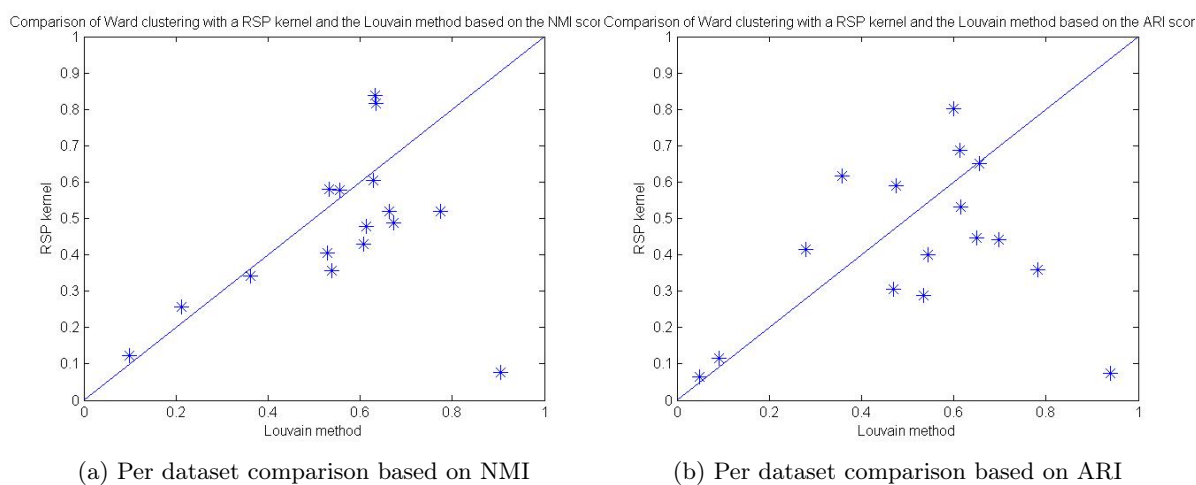 Comparison of Ward clustering with a RSP kernel and the Louvain method based on the NMI scor
1
0.9
0.8
0.7
0.6
0.5
0.4
0.3
0.2
0.1
0
RSP kernel
0 0.2 0.4 0.6 0.8 1
Louvain method
(a) Per dataset comparison based on NMI
Comparison of Ward clustering with a RSP kernel and the Louvain method based on the ARI scor
1
0.9
0.8
0.7
0.6
0.5
0.4
0.3
0.2
0.1
0
RSP kernel
0 0.2 0.4 0.6 0.8 1
Louvain method
(b) Per dataset comparison based on ARI